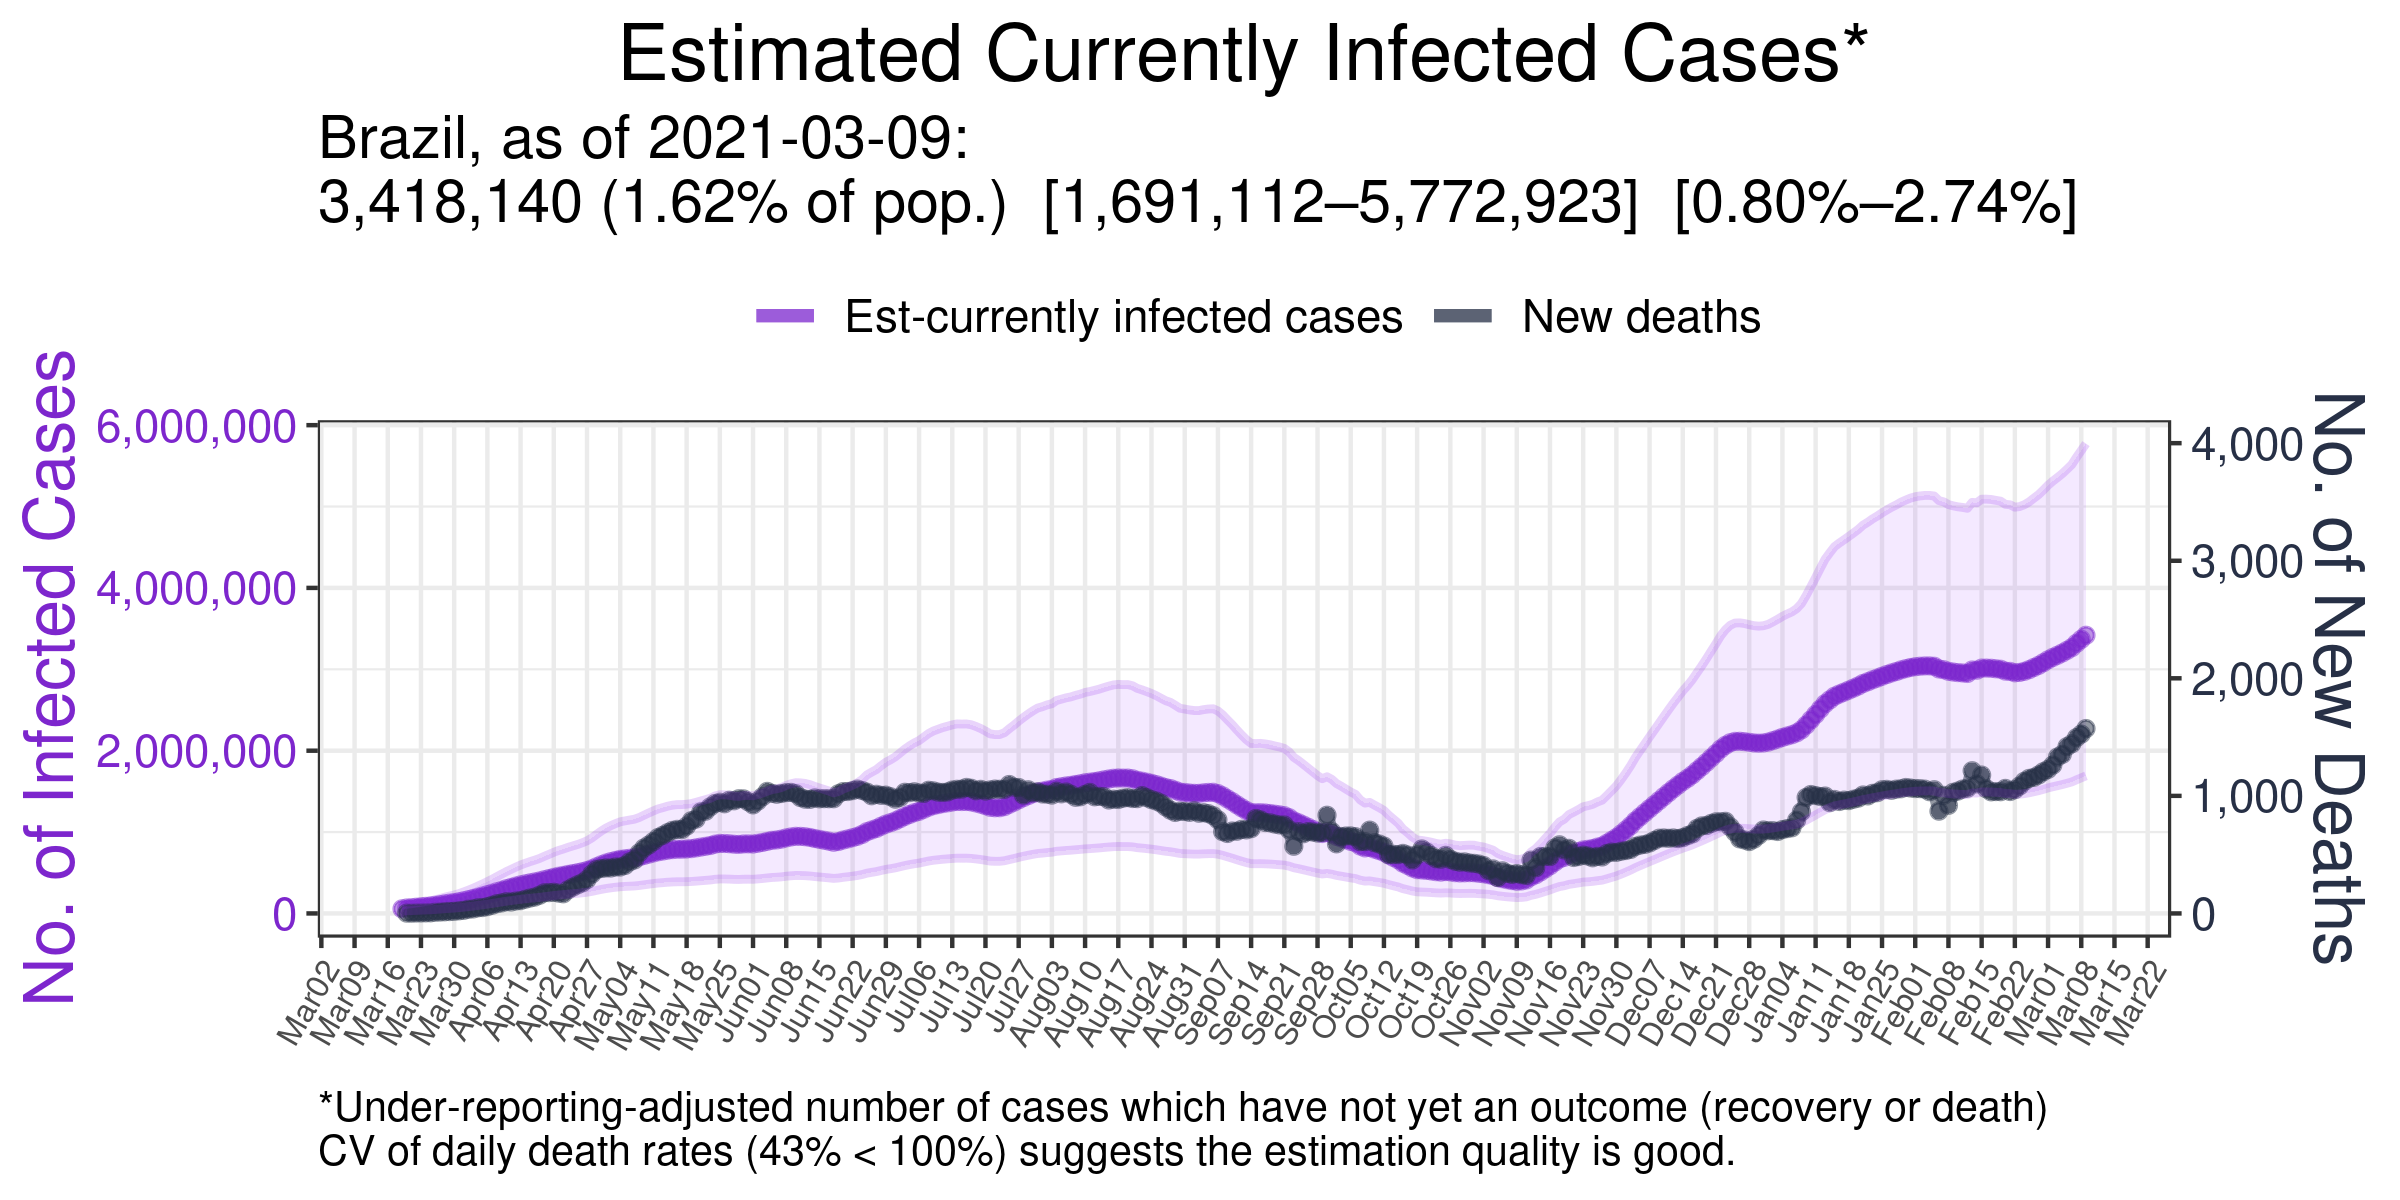 Estimated Currently Infected Cases*
Brazil, as of 2021-03-09:
3,418,140 (1.62% of pop.) [1,691,112–5,772,923] [0.80%–2.74%]
Est-currently infected cases
New deaths
No. of Infected Cases
6,000,000
4,000,000
2,000,000
0
4,000
3,000
2,000
1,000
0
No. of New Deaths
Mar02
Mar09
Mar16
Mar23
Mar30
Apr06
Apr13
Apr20
Apr27
May04
May11
May18
May25
Jun01
Jun08
Jun15
Jun22
Jun29
Jul06
Jul13
Jul20
Jul27
Aug03
Aug10
Aug17
Aug24
Aug31
Sep07
Sep14
Sep21
Sep28
Oct05
Oct12
Oct19
Oct26
Nov02
Nov09
Nov16
Nov23
Nov30
Dec07
Dec14
Dec21
Dec28
Jan04
Jan11
Jan18
Jan25
Feb01
Feb08
Feb15
Feb22
Mar01
Mar08
Mar15
Mar22
*Under-reporting-adjusted number of cases which have not yet an outcome (recovery or death)
CV of daily death rates (43% < 100%) suggests the estimation quality is good.